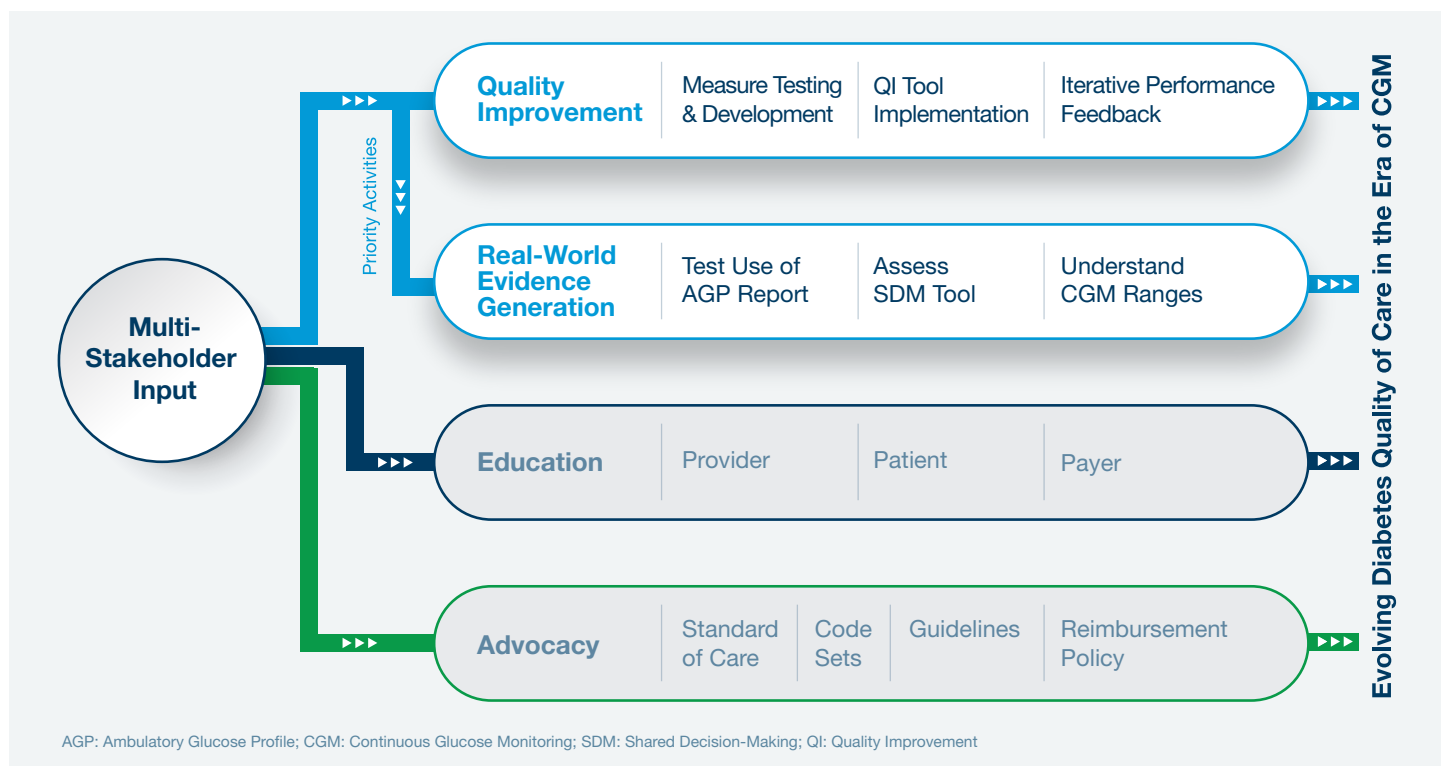 Multi-
Stakeholder
Input
Priority Activities
Quality
Improvement
Measure Testing
& Development
QI Tool
Implementation
Iterative Performance
Feedback
Real-World
Evidence
Generation
Test Use of
AGP Report
Assess
SDM Tool
Understand
CGM Ranges
Education
Provider
Patient
Payer
Advocacy
Standard
of Care
Code
Sets
Guidelines
Reimbursement
Policy
Evolving Diabetes Quality of Care in the Era of CGM
AGP: Ambulatory Glucose Profile; CGM: Continuous Glucose Monitoring; SDM: Shared Decision-Making; QI: Quality Improvement